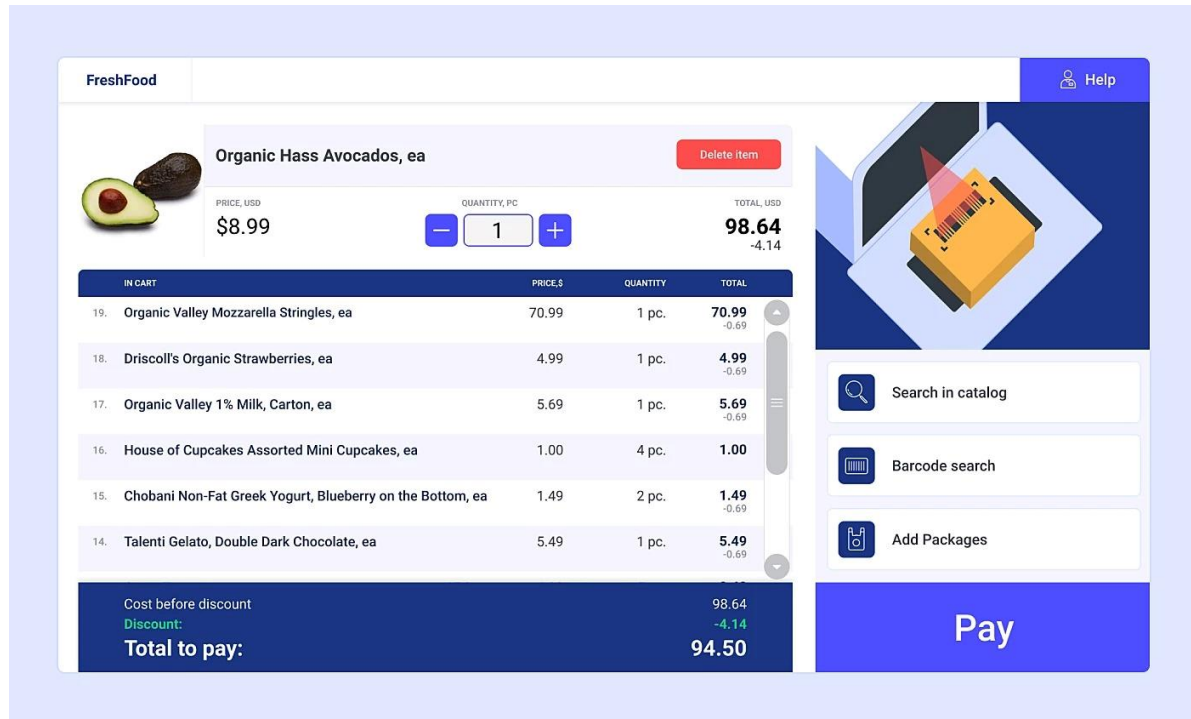 FreshFood
Help
Organic Hass Avocados, ea
Delete item
PRICE, USD QUANTITY, PC TOTAL, USD
$8.99 1 98.64
-4.14
IN CART PRICE,$ QUANTITY TOTAL
19. Organic Valley Mozzarella Stringles, ea 70.99 1 pc. 70.99
-0.69
18. Driscoll's Organic Strawberries, ea 4.99 1 pc. 4.99
-0.69
17. Organic Valley 1% Milk, Carton, ea 5.69 1 pc. 5.69
-0.69
16. House of Cupcakes Assorted Mini Cupcakes, ea 1.00 4 pc. 1.00
15. Chobani Non-Fat Greek Yogurt, Blueberry on the Bottom, ea 1.49 2 pc. 1.49
-0.69
14. Talenti Gelato, Double Dark Chocolate, ea 5.49 1 pc. 5.49
-0.69
Cost before discount 98.64
Discount: -4.14
Total to pay: 94.50
Search in catalog
Barcode search
Add Packages
Pay